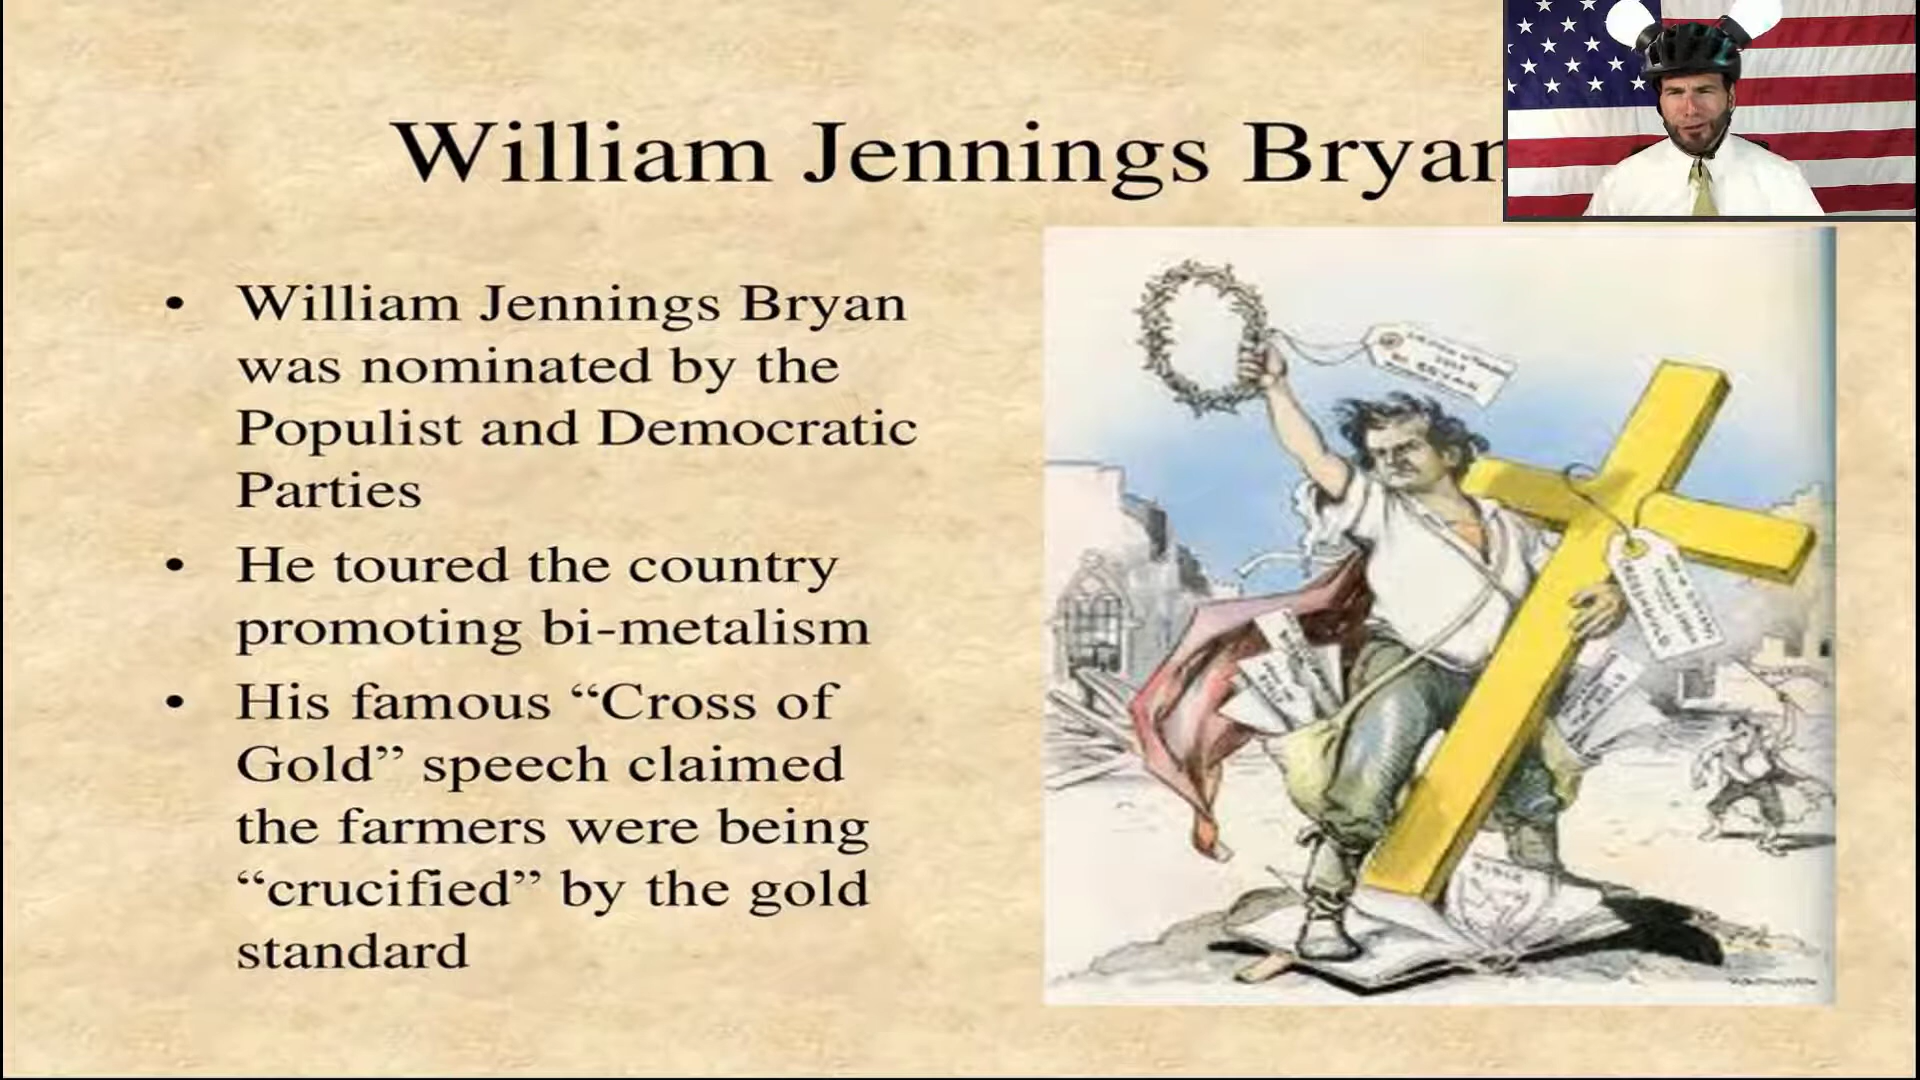 William Jennings Bryan
• William Jennings Bryan
was nominated by the
Populist and Democratic
Parties
• He toured the country
promoting bi-metalism
• His famous “Cross of
Gold” speech claimed
the farmers were being
“crucified” by the gold
standard
BIBLE